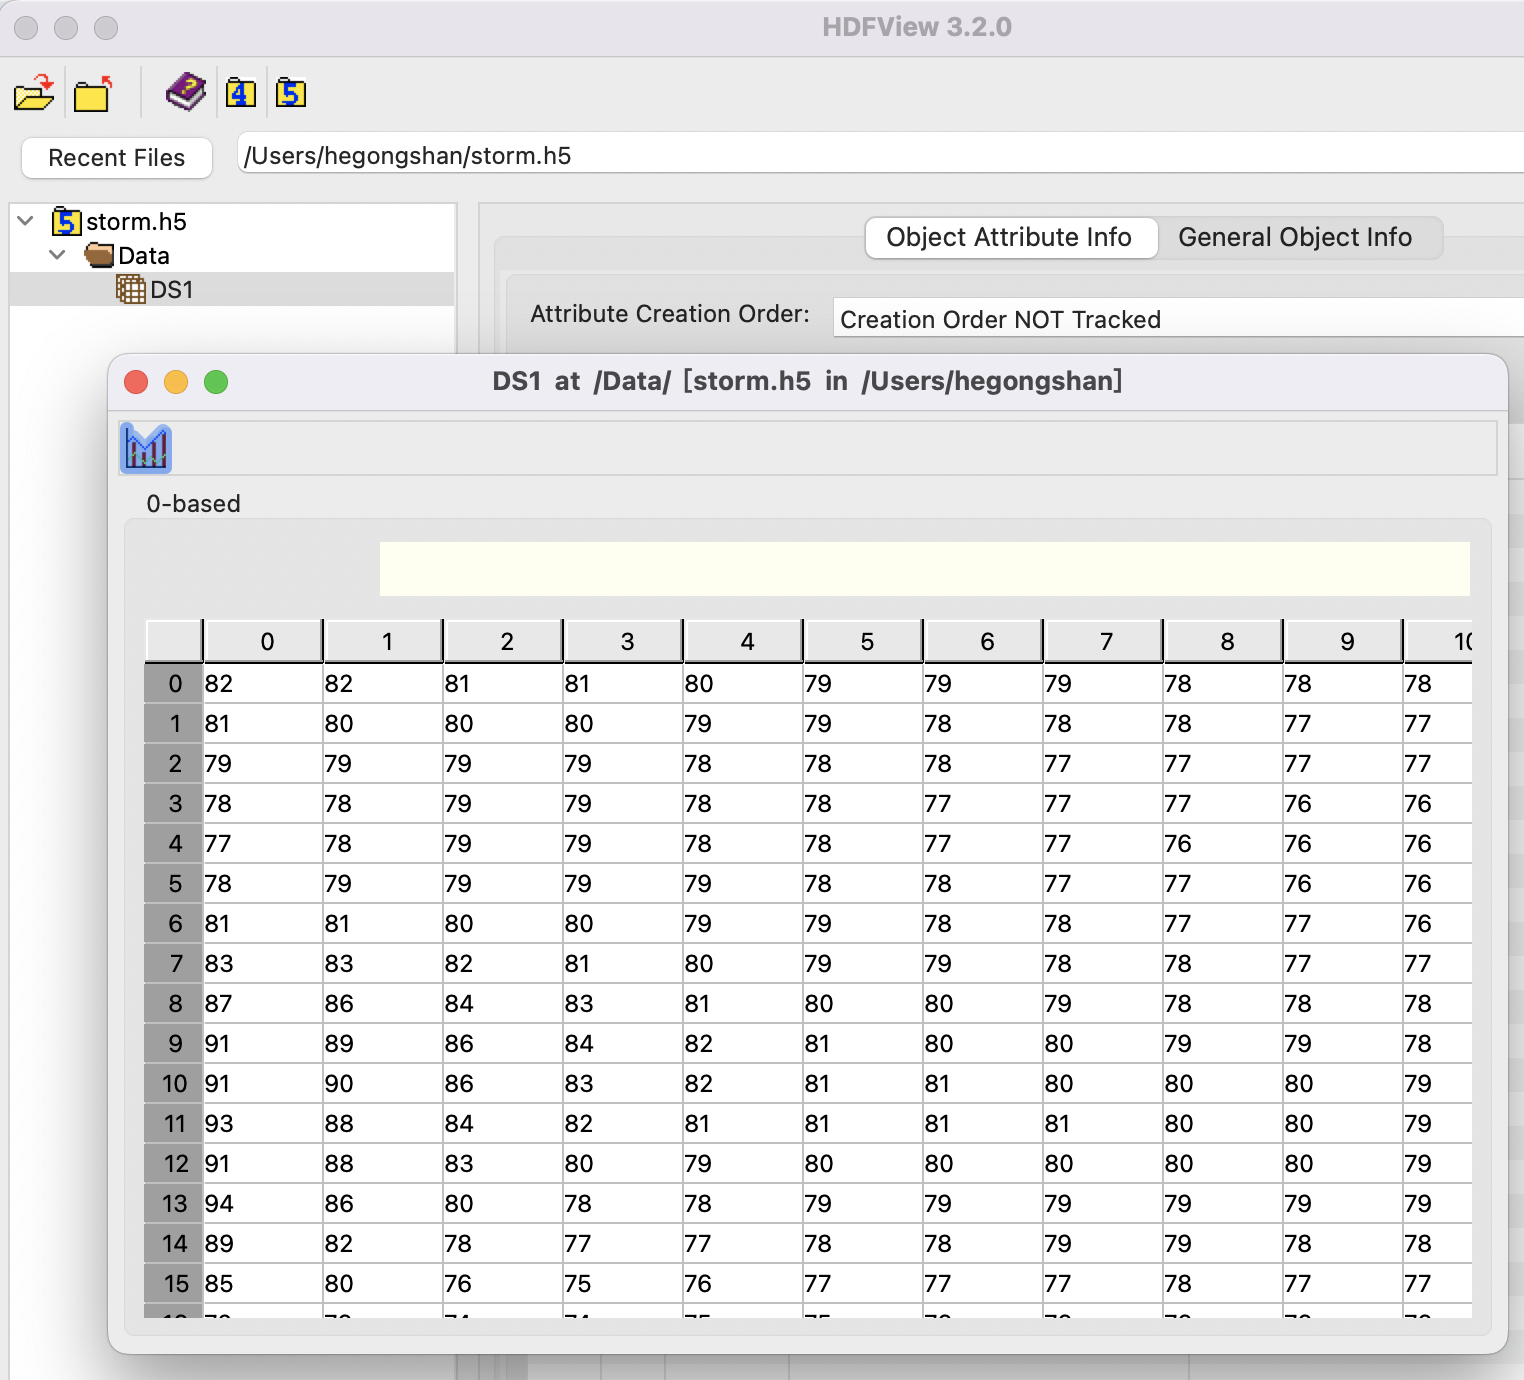 HDFView 3.2.0
4 5
Recent Files /Users/hegongshan/storm.h5
5 storm.h5
Data
DS1
Object Attribute Info General Object Info
Attribute Creation Order: Creation Order NOT Tracked
DS1 at /Data/ [storm.h5 in /Users/hegongshan]
0-based
0 1 2 3 4 5 6 7 8 9
0 82 82 81 81 80 79 79 79 78 78 78
1 81 80 80 80 79 79 78 78 78 77 77
2 79 79 79 79 78 78 78 77 77 77 77
3 78 78 79 79 78 78 77 77 77 76 76
4 77 78 79 79 78 78 77 77 76 76 76
5 78 79 79 79 79 78 78 77 77 76 76
6 81 81 80 80 79 79 78 78 77 77 76
7 83 83 82 81 80 79 79 78 78 77 77
8 87 86 84 83 81 80 80 79 78 78 78
9 91 89 86 84 82 81 80 80 79 79 78
10 91 90 86 83 82 81 81 80 80 80 79
11 93 88 84 82 81 81 81 81 80 80 79
12 91 88 83 80 79 80 80 80 80 80 79
13 94 86 80 78 78 79 79 79 79 79 79
14 89 82 78 77 77 78 78 79 79 78 78
15 85 80 76 75 76 77 77 77 78 77 77